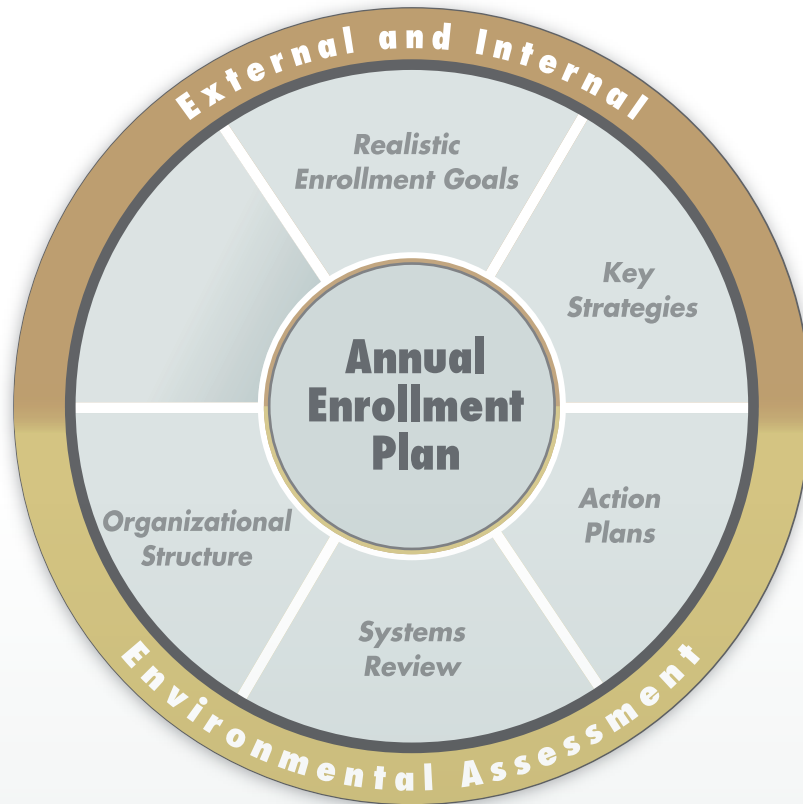 External and Internal
Realistic
Enrollment Goals
Key
Strategies
Annual
Enrollment
Plan
Action
Plans
Organizational
Structure
Systems
Review
Environmental Assessment